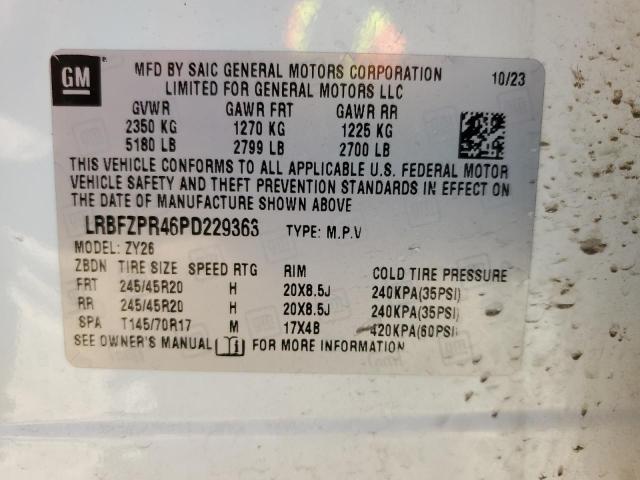 GM
MFD BY SAIC GENERAL MOTORS CORPORATION 10/23
LIMITED FOR GENERAL MOTORS LLC
GVWR GAWR FRT GAWR RR
2350 KG 1270 KG 1225 KG
5180 LB 2799 LB 2700 LB
THIS VEHICLE CONFORMS TO ALL APPLICABLE U.S. FEDERAL MOTOR
VEHICLE SAFETY AND THEFT PREVENTION STANDARDS IN EFFECT ON
THE DATE OF MANUFACTURE SHOWN ABOVE
LRBFZPR46PD229363 TYPE: M.P.V
MODEL: ZY26
ZBDN TIRE SIZE SPEED RTG RIM COLD TIRE PRESSURE
FRT 245/45R20 H 20X8.5J 240KPA(35PSI)
RR 245/45R20 H 20X8.5J 240KPA(35PSI)
SPA T145/70R17 M 17X4B 420KPA(60PSI)
SEE OWNER'S MANUAL FOR MORE INFORMATION